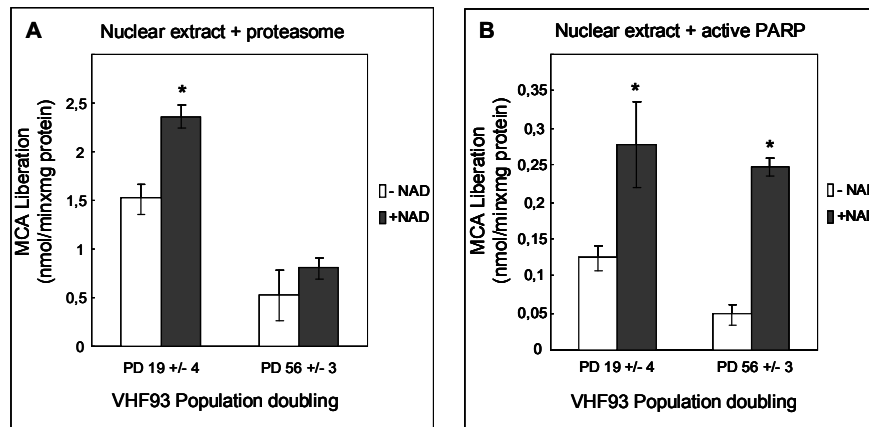 A
Nuclear extract + proteasome
MCA Liberation
(nmol/minxmg protein)
2,5
2
1,5
1
0,5
0
*
- NAD
+NAD
PD 19 +/- 4
PD 56 +/- 3
VHF93 Population doubling
B
Nuclear extract + active PARP
MCA Liberation
(nmol/minxmg protein)
0,35
0,3
0,25
0,2
0,15
0,1
0,05
0
*
*
- NA
+NA
PD 19 +/- 4
PD 56 +/- 3
VHF93 Population doubling